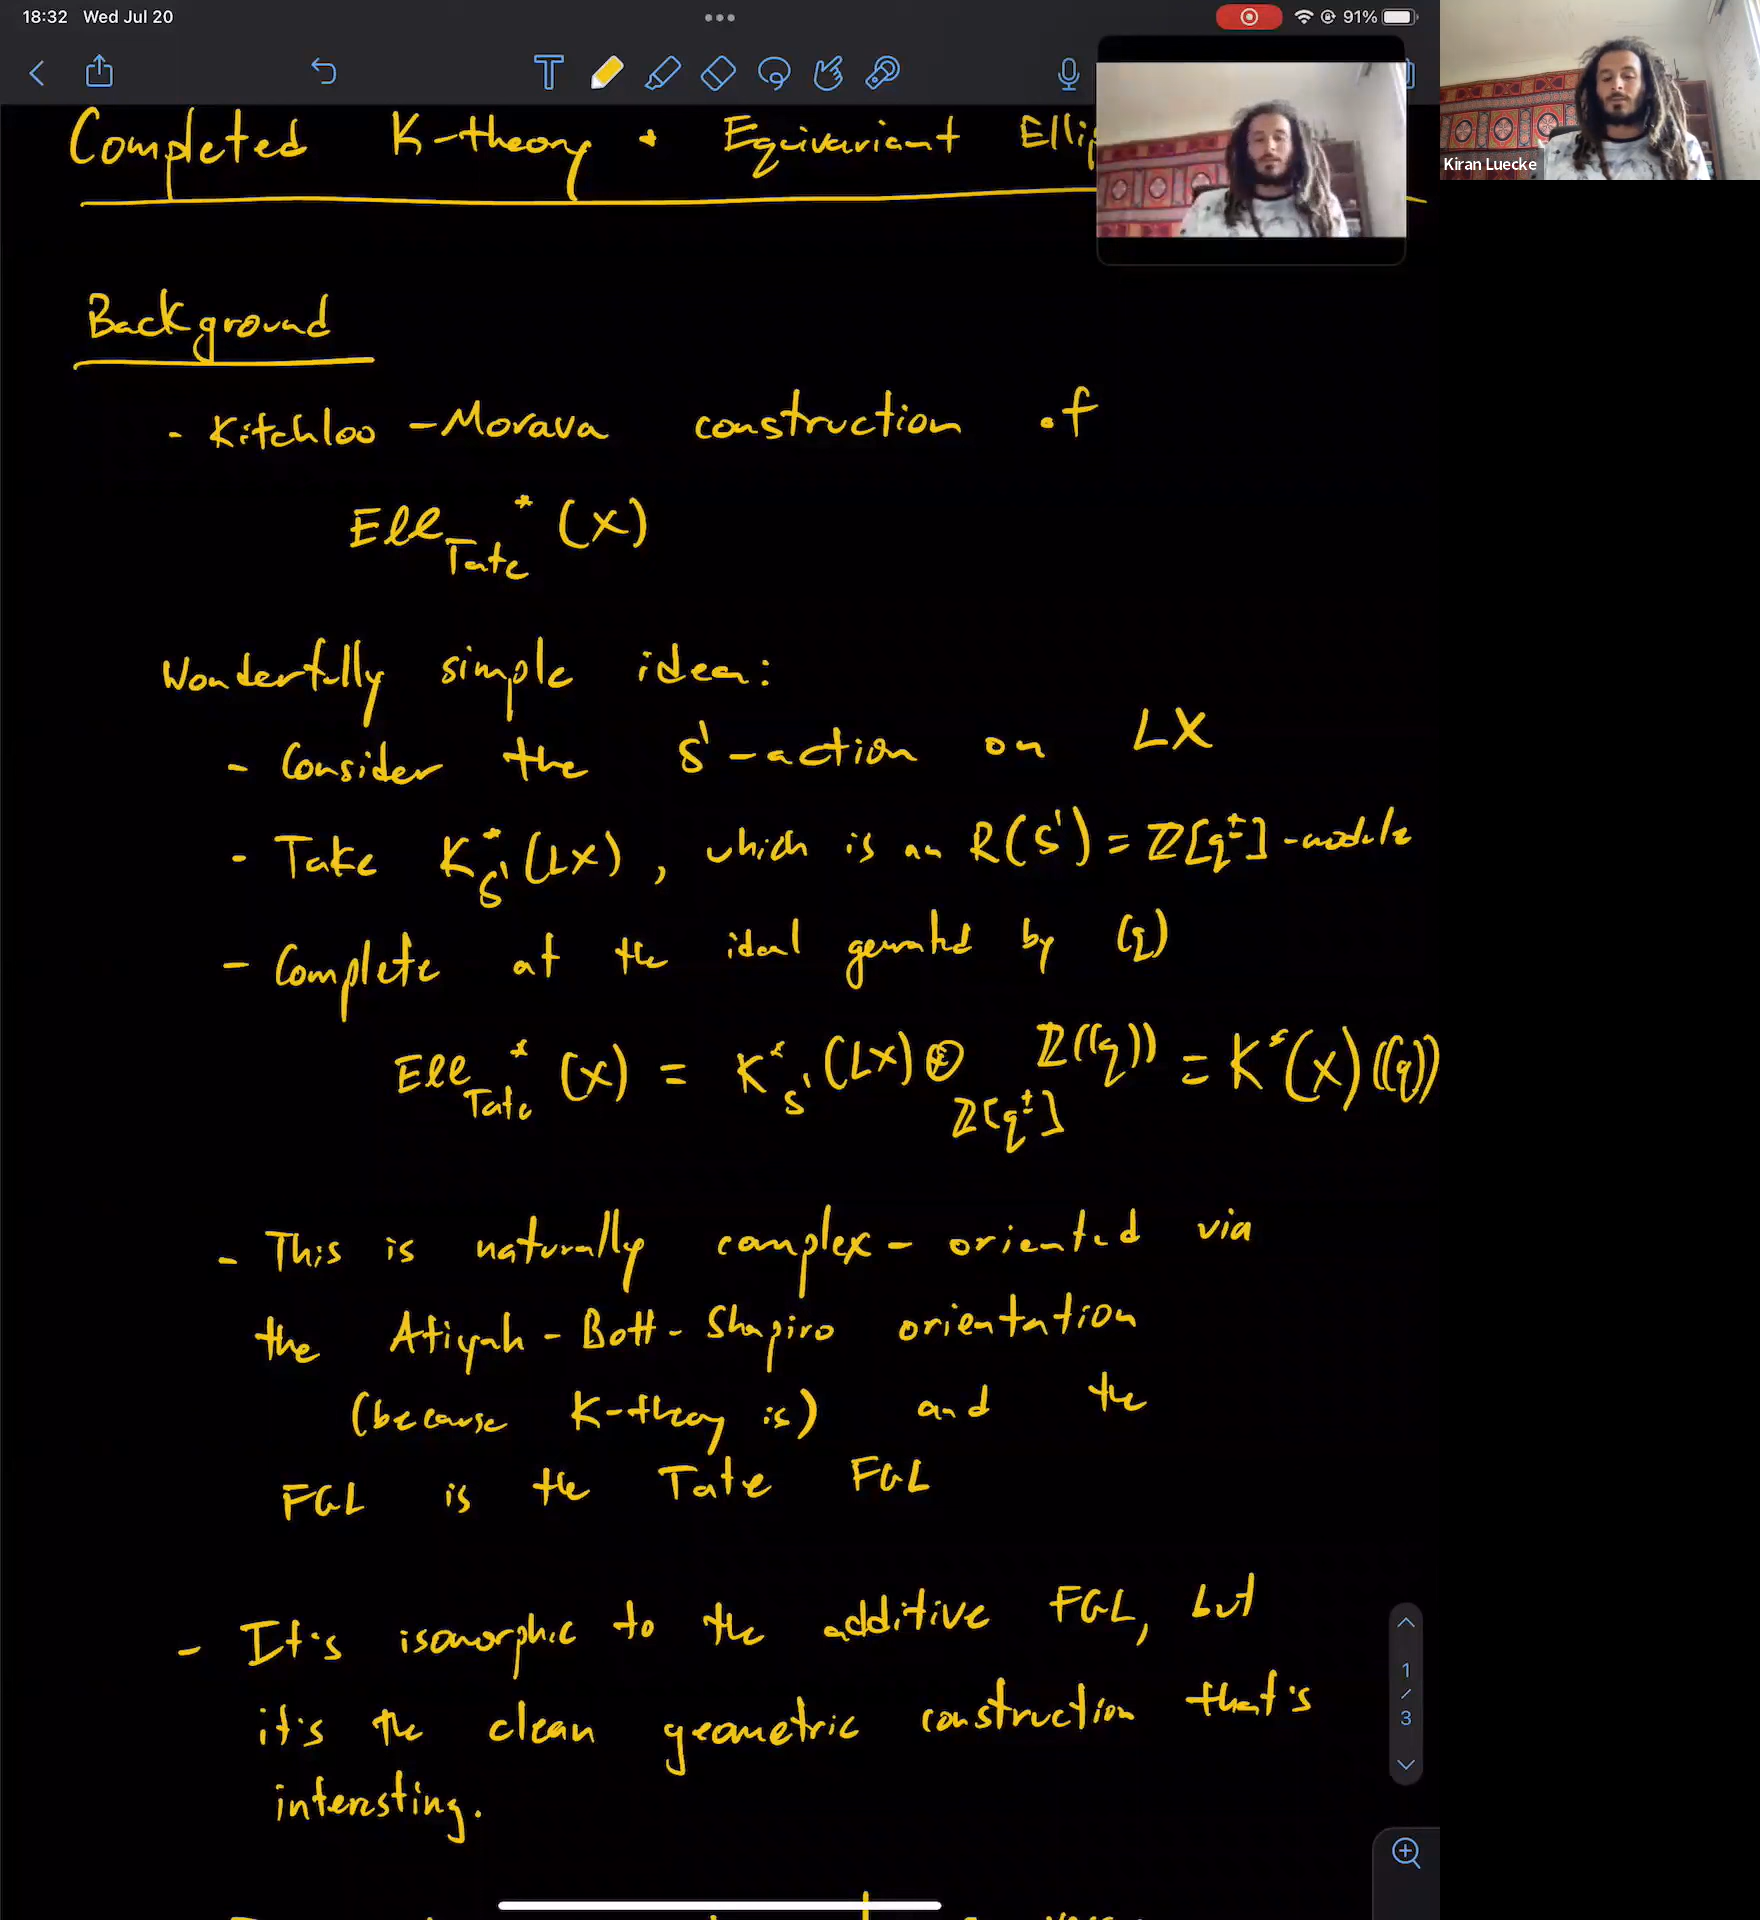 18:32 Wed Jul 20
91%
Completed K-theory + Equivariant
Kiran Luecke
Background
- Kitchloo - Morava construction of
Ell_Tate^* (X)
Wonderfully simple idea:
- Consider the S^1-action on LX
- Take K_{S^1}^*(LX), which is an R(S^1) = ℤ[q^±]-module
- Complete at the ideal generated by (q)
Ell_Tate^* (X) = K_{S^1}^*(LX) ⊗_{ℤ[q^±]} ℤ((q)) = K^*(X)((q))
- This is naturally complex-oriented via
the Atiyah-Bott-Shapiro orientation
(because K-theory is) and the
FGL is the Tate FGL
- It's isomorphic to the additive FGL, but
it's the clean geometric construction that's
interesting.
1
/
3